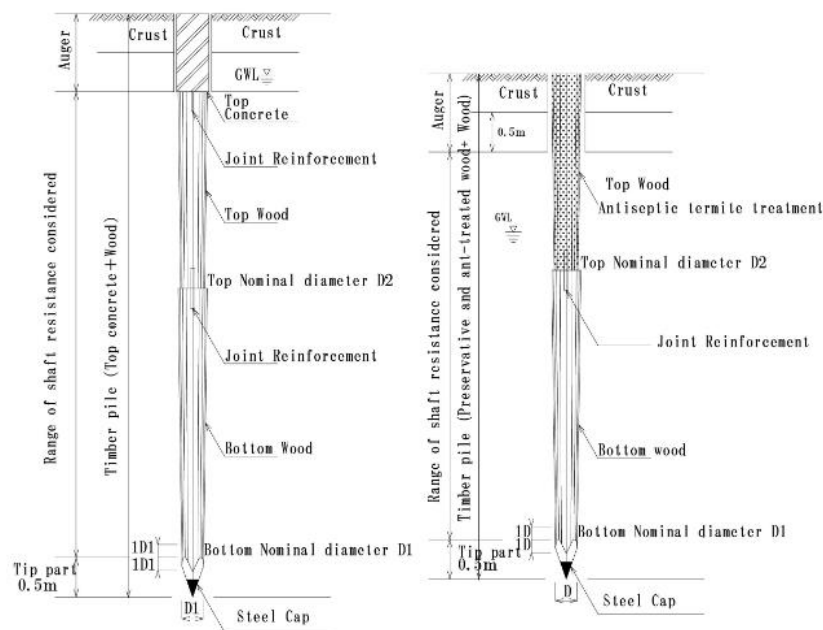 Auger
Crust
Crust
GWL
Top
Concrete
Joint Reinforcement
Top Wood
Top Nominal diameter D2
Joint Reinforcement
Bottom Wood
Range of shaft resistance considered
Timber pile (Top concrete+Wood)
1D1
1D1
Bottom Nominal diameter D1
Tip part
0.5m
D1
Steel Cap
Auger
Crust
Crust
0.5m
Top Wood
Antiseptic termite treatment
GWL
Top Nominal diameter D2
Joint Reinforcement
Bottom wood
Range of shaft resistance considered
Timber pile (Preservative and ant-treated wood+ Wood)
1D
1D
Bottom Nominal diameter D1
Tip part
0.5m
D
Steel Cap